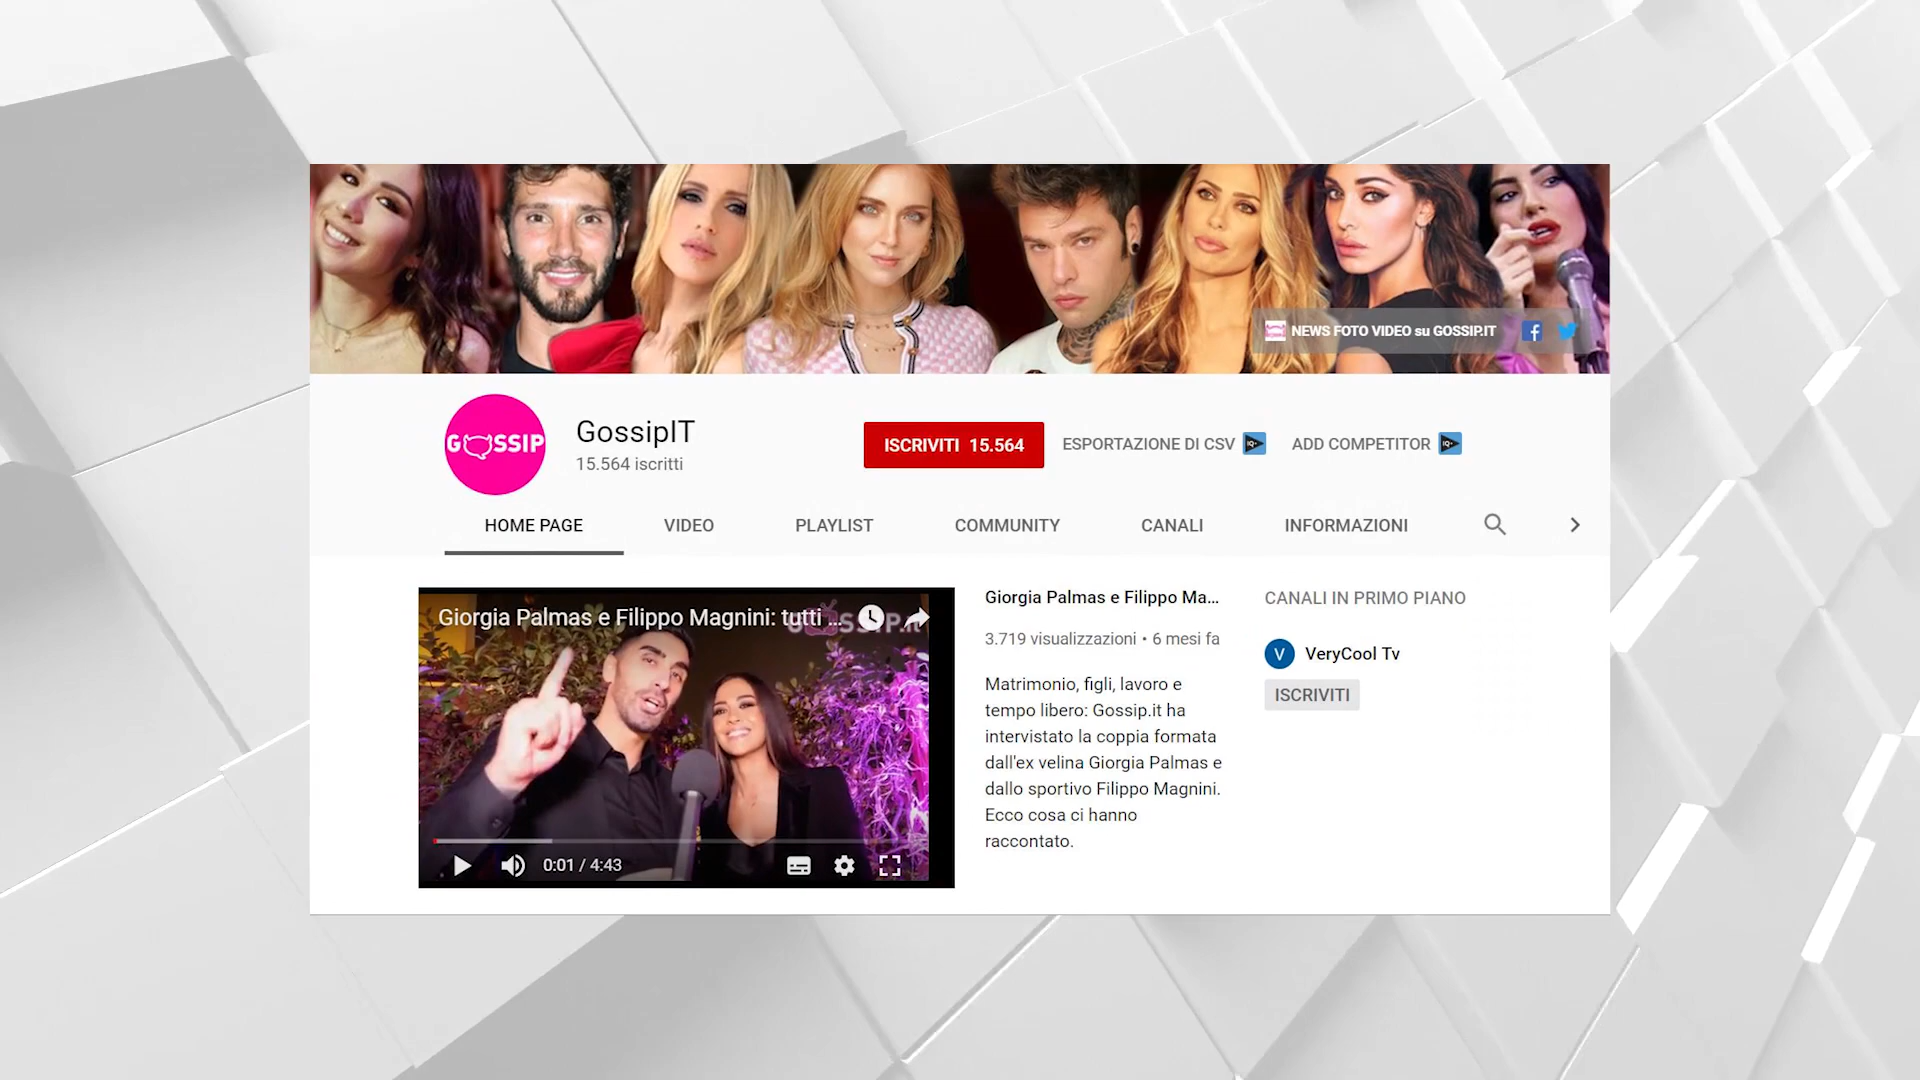 NEWS FOTO VIDEO su GOSSIP.IT
GOSSIP
GossipIT
15.564 iscritti
ISCRIVITI 15.564
ESPORTAZIONE DI CSV
IQ+
ADD COMPETITOR
IQ+
HOME PAGE
VIDEO
PLAYLIST
COMMUNITY
CANALI
INFORMAZIONI
Giorgia Palmas e Filippo Magnini: tutti ...
GOSSIP.it
0:01 / 4:43
Giorgia Palmas e Filippo Ma...
3.719 visualizzazioni • 6 mesi fa
Matrimonio, figli, lavoro e
tempo libero: Gossip.it ha
intervistato la coppia formata
dall'ex velina Giorgia Palmas e
dallo sportivo Filippo Magnini.
Ecco cosa ci hanno
raccontato.
CANALI IN PRIMO PIANO
V
VeryCool Tv
ISCRIVITI